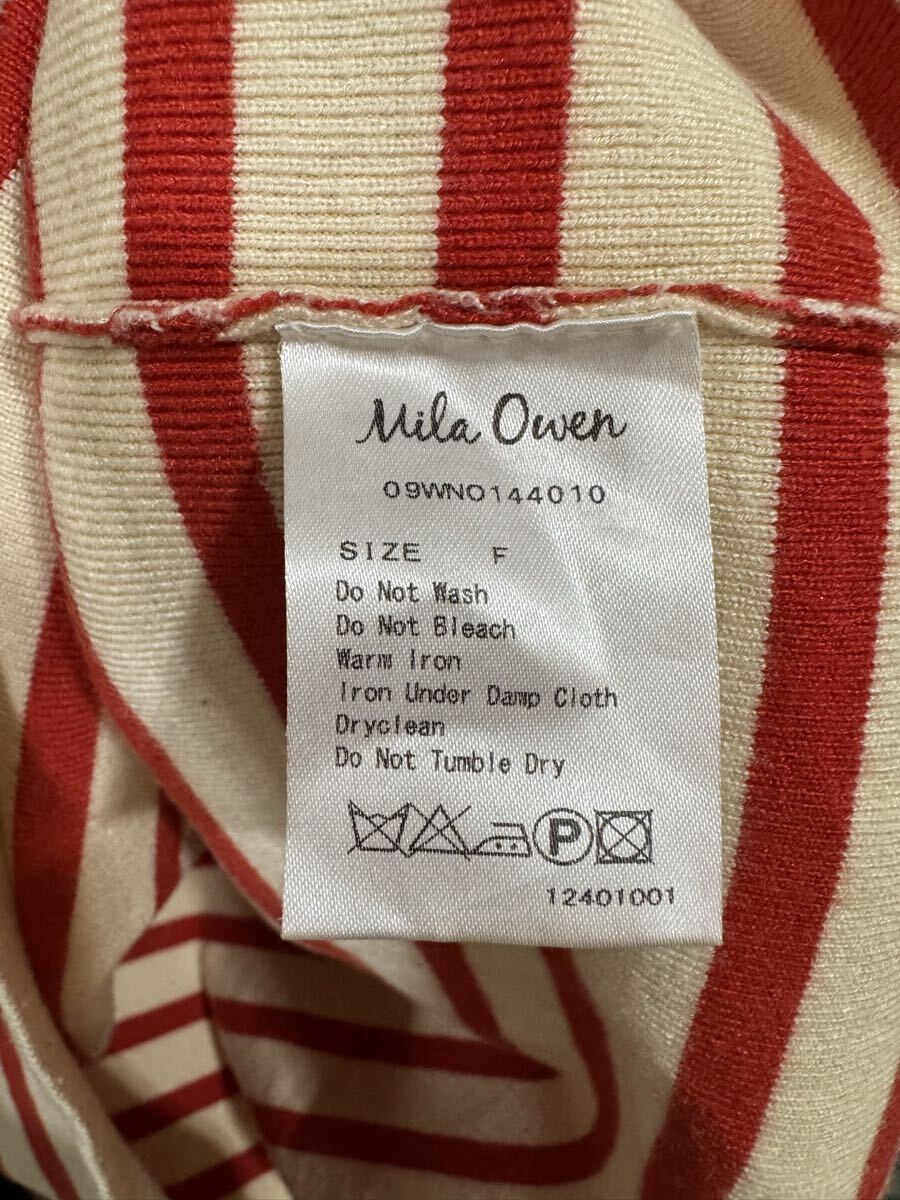 Mila Owen
09WNO144010
SIZE F
Do Not Wash
Do Not Bleach
Warm Iron
Iron Under Damp Cloth
Dryclean
Do Not Tumble Dry
P
12401001